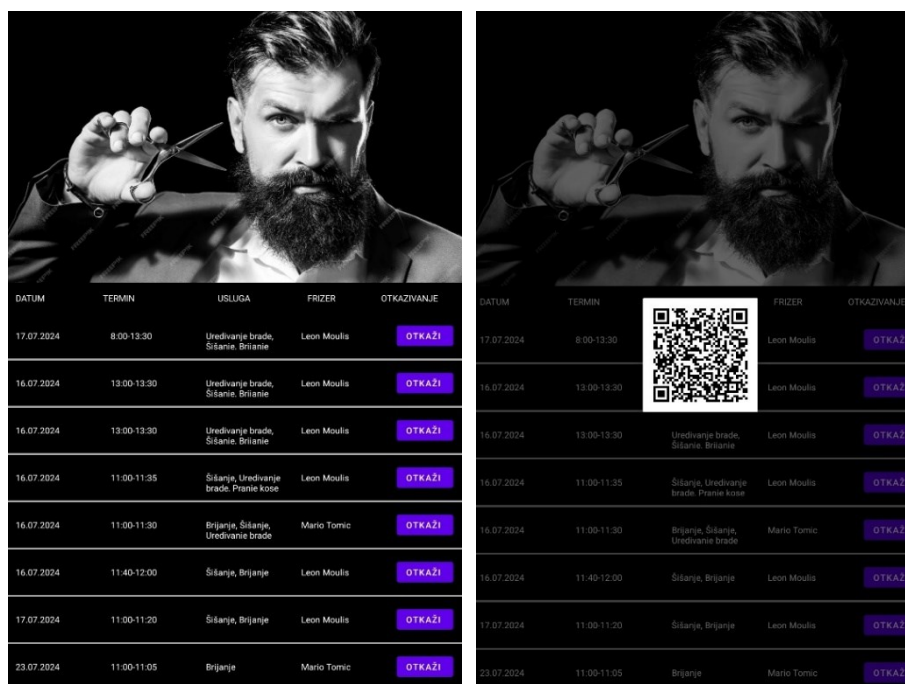 DATUM TERMIN USLUGA FRIZER OTKAZIVANJE
17.07.2024 8:00-13:30 Uređivanje brade, Leon Moulis OTKAŽI
Šišanje. Brijanje
16.07.2024 13:00-13:30 Uređivanje brade, Leon Moulis OTKAŽI
Šišanje. Brijanje
16.07.2024 13:00-13:30 Uređivanje brade, Leon Moulis OTKAŽI
Šišanje. Brijanje
16.07.2024 11:00-11:35 Šišanje, Uređivanje Leon Moulis OTKAŽI
brade. Pranje kose
16.07.2024 11:00-11:30 Brijanje, Šišanje, Mario Tomic OTKAŽI
Uređivanje brade
16.07.2024 11:40-12:00 Šišanje, Brijanje Leon Moulis OTKAŽI
17.07.2024 11:00-11:20 Šišanje, Brijanje Leon Moulis OTKAŽI
23.07.2024 11:00-11:05 Brijanje Mario Tomic OTKAŽI
DATUM TERMIN FRIZER OTKAZIVANJE
17.07.2024 8:00-13:30 Leon Moulis OTKAŽ
16.07.2024 13:00-13:30 Leon Moulis OTKAŽ
16.07.2024 13:00-13:30 Uređivanje brade, Leon Moulis OTKAŽ
Šišanje. Brijanje
16.07.2024 11:00-11:35 Šišanje, Uređivanje Leon Moulis OTKAŽ
brade. Pranje kose
16.07.2024 11:00-11:30 Brijanje, Šišanje, Mario Tomic OTKAŽ
Uređivanje brade
16.07.2024 11:40-12:00 Šišanje, Brijanje Leon Moulis OTKAŽ
17.07.2024 11:00-11:20 Šišanje, Brijanje Leon Moulis OTKAŽ
23.07.2024 11:00-11:05 Brijanje Mario Tomic OTKAŽ